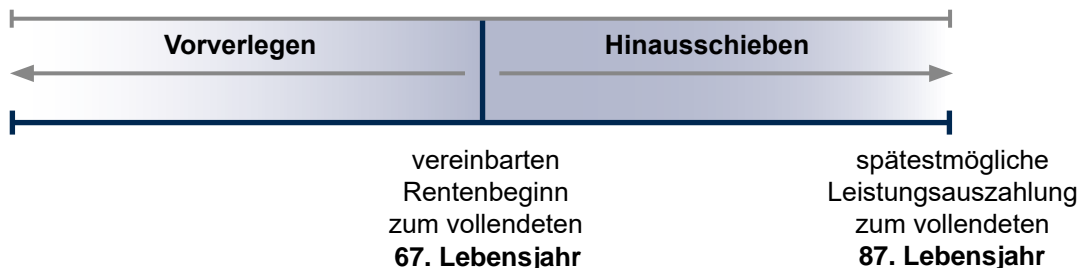 Vorverlegen
Hinausschieben
vereinbarten
Rentenbeginn
zum vollendeten
67. Lebensjahr
spätestmögliche
Leistungsauszahlung
zum vollendeten
87. Lebensjahr